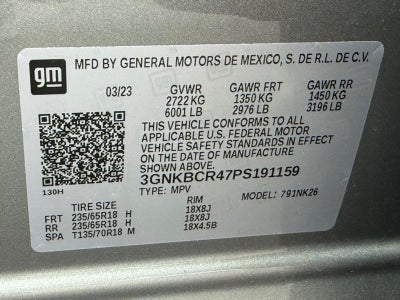 gm
MFD BY GENERAL MOTORS DE MEXICO, S. DE R.L. DE C.V.
03/23 GVWR GAWR FRT GAWR RR
2722 KG 1350 KG 1450 KG
6001 LB 2976 LB 3196 LB
THIS VEHICLE CONFORMS TO ALL
APPLICABLE U.S. FEDERAL MOTOR
VEHICLE SAFETY STANDARDS IN EFFECT
ON THE DATE OF MANUFACTURE
SHOWN ABOVE.
3GNKBCR47PS191159
130H
TYPE: MPV MODEL: 791NK26
TIRE SIZE RIM
FRT 235/65R18 H 18X8J
RR 235/65R18 H 18X8J
SPA T135/70R18 M 18X4.5B